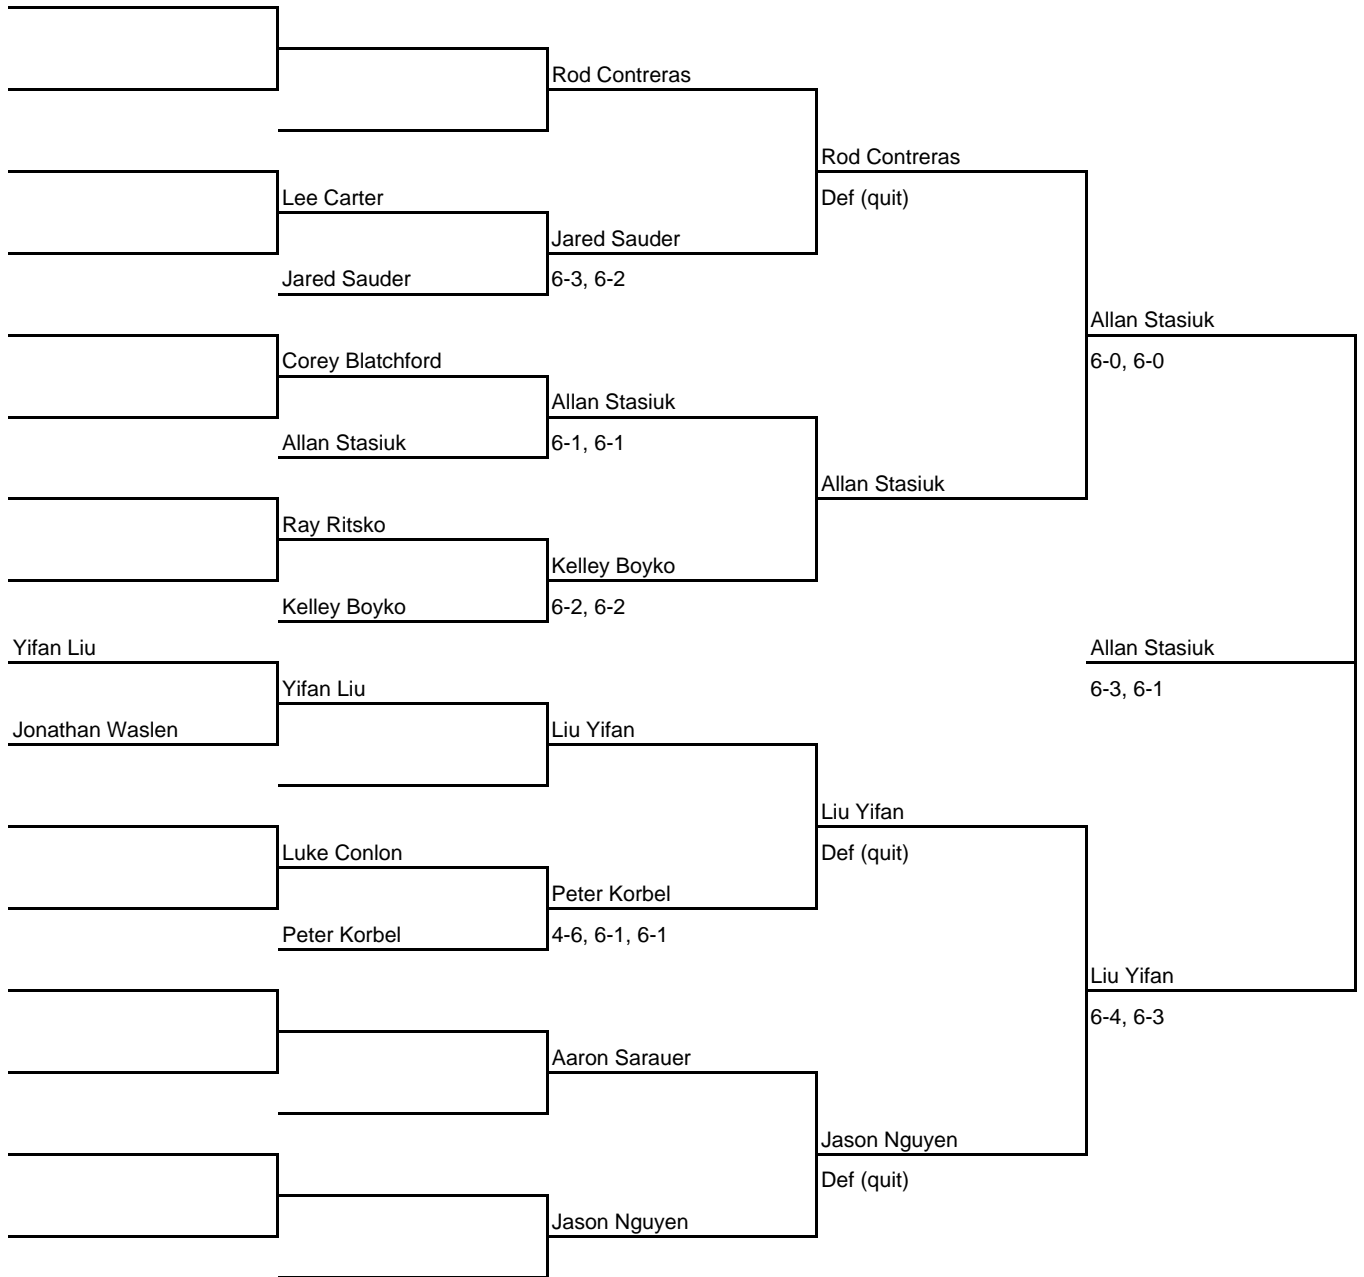 Rod Contreras
Rod Contreras
Lee Carter
Def (quit)
Jared Sauder
Jared Sauder
6-3, 6-2
Allan Stasiuk
Corey Blatchford
6-0, 6-0
Allan Stasiuk
Allan Stasiuk
6-1, 6-1
Allan Stasiuk
Ray Ritsko
Kelley Boyko
Kelley Boyko
6-2, 6-2
Yifan Liu
Allan Stasiuk
Yifan Liu
6-3, 6-1
Jonathan Waslen
Liu Yifan
Liu Yifan
Luke Conlon
Def (quit)
Peter Korbel
Peter Korbel
4-6, 6-1, 6-1
Liu Yifan
6-4, 6-3
Aaron Sarauer
Jason Nguyen
Def (quit)
Jason Nguyen